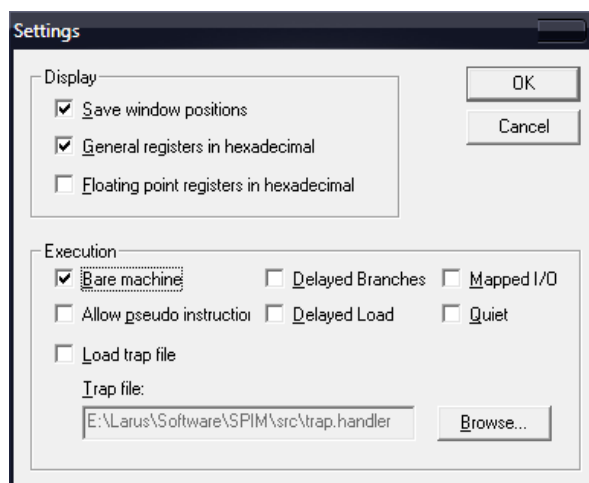 Settings
Display
Save window positions
General registers in hexadecimal
Floating point registers in hexadecimal
OK
Cancel
Execution
Bare machine Delayed Branches Mapped I/O
Allow pseudo instructior Delayed Load Quiet
Load trap file
Trap file:
E:\Larus\Software\SPIM\src\trap.handler Browse...